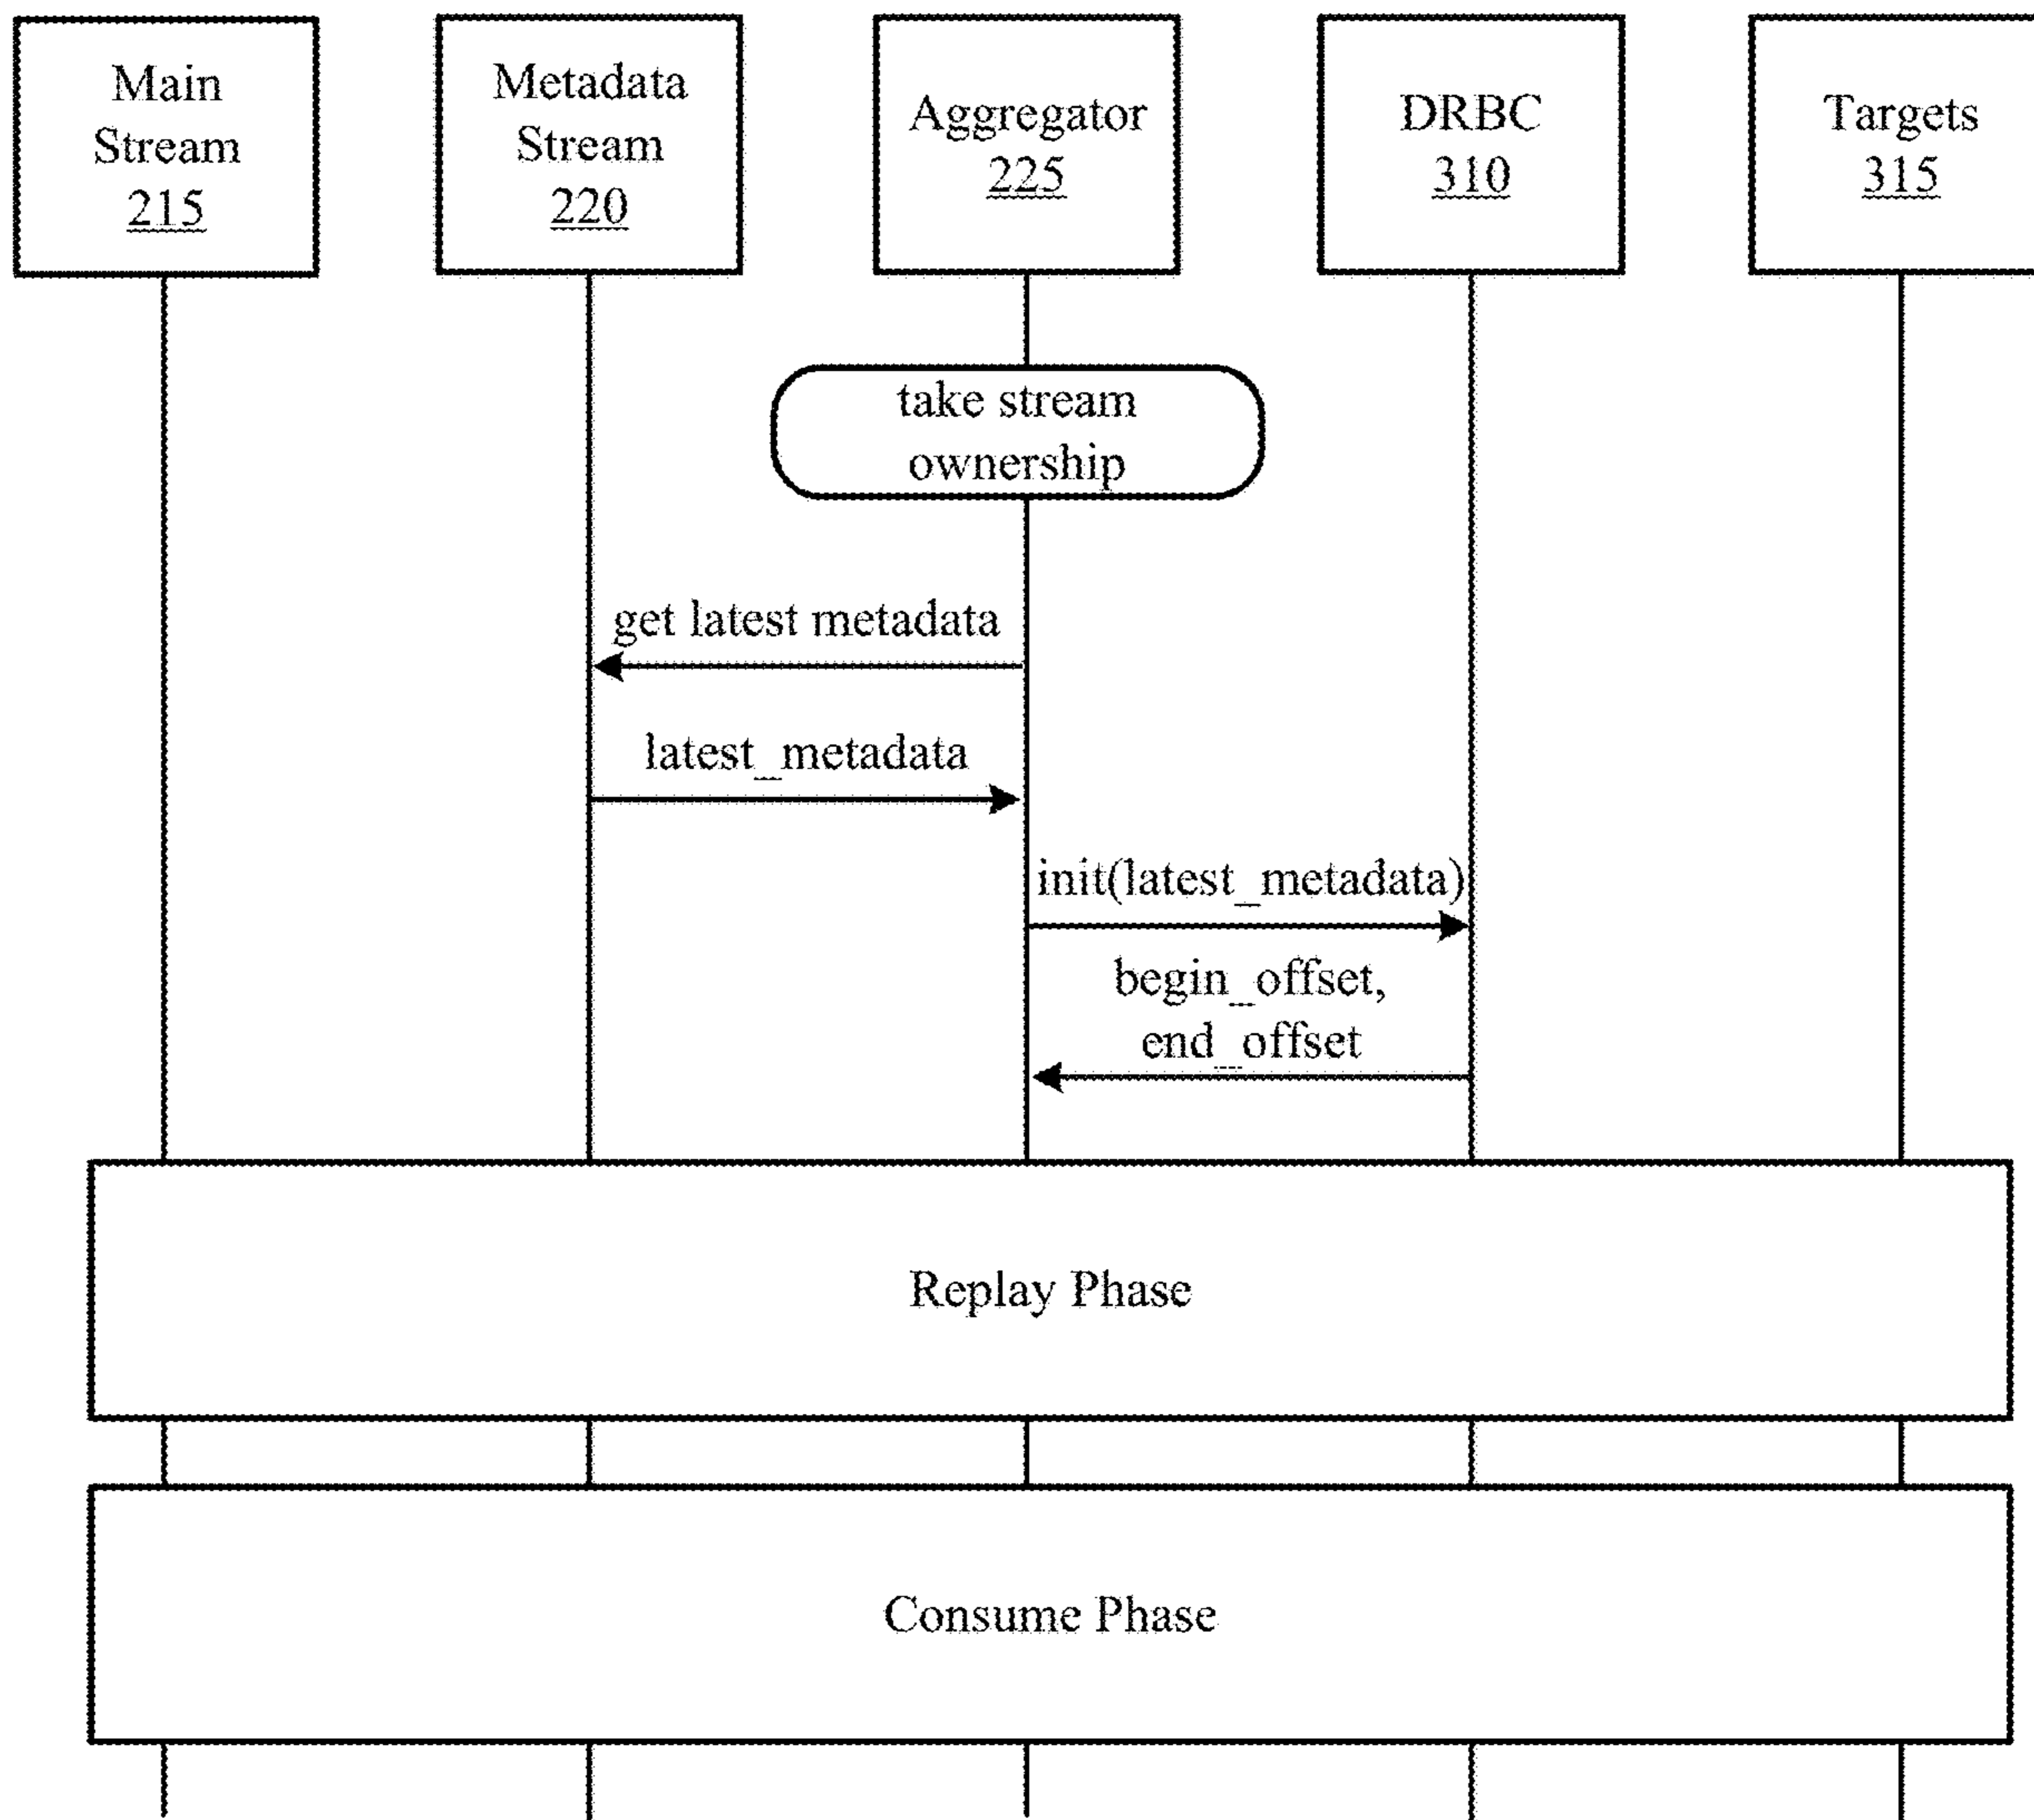 Main
Stream
215
Metadata
Stream
220
Aggregator
225
DRBC
310
Targets
315
take stream
ownership
get latest metadata
latest_metadata
init(latest_metadata)
begin_offset,
end_offset
Replay Phase
Consume Phase